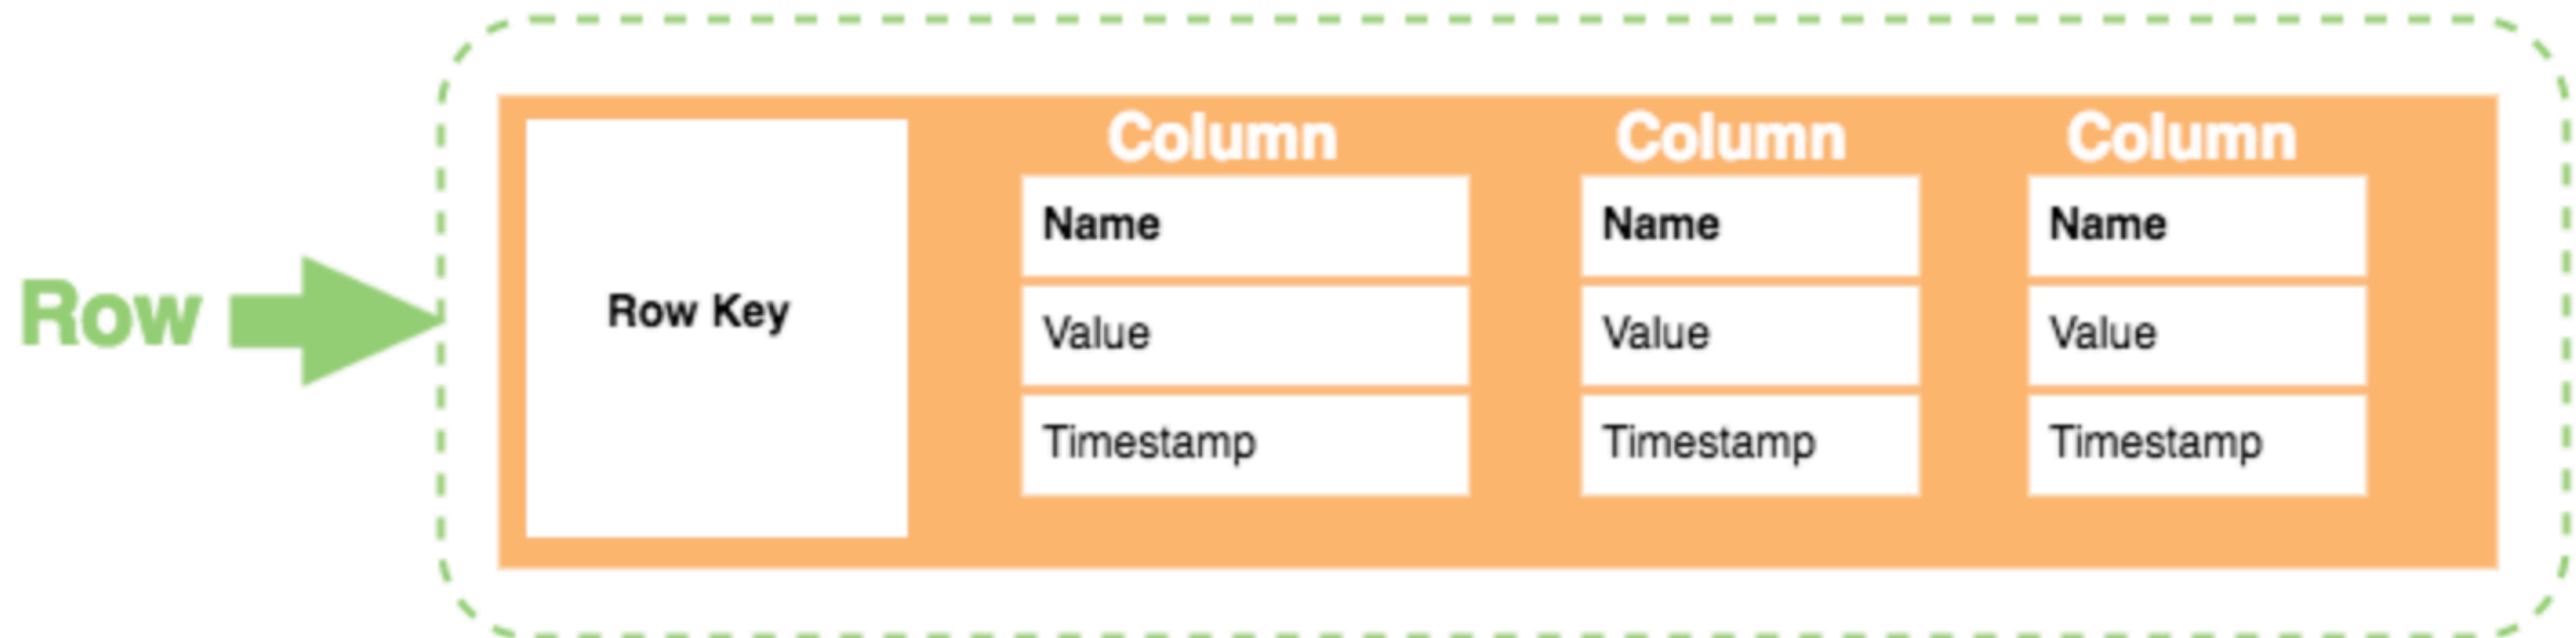 Row
Row Key
Column
Name
Value
Timestamp
Column
Name
Value
Timestamp
Column
Name
Value
Timestamp